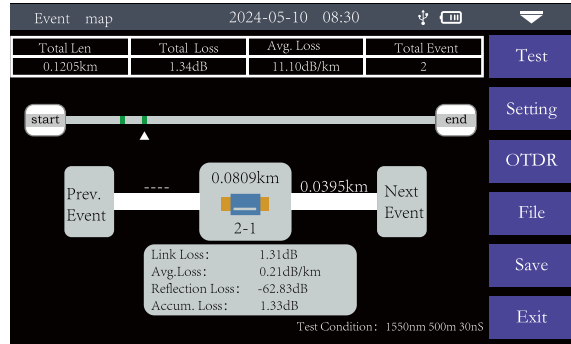 Event map 2024-05-10 08:30
Total Len Total Loss Avg. Loss Total Event
0.1205km 1.34dB 11.10dB/km 2
Test
Setting
OTDR
File
Save
Exit
start end
Prev. Event
----
0.0809km
2-1
0.0395km
Next Event
Link Loss: 1.31dB
Avg.Loss: 0.21dB/km
Reflection Loss: -62.83dB
Accum. Loss: 1.33dB
Test Condition: 1550nm 500m 30nS